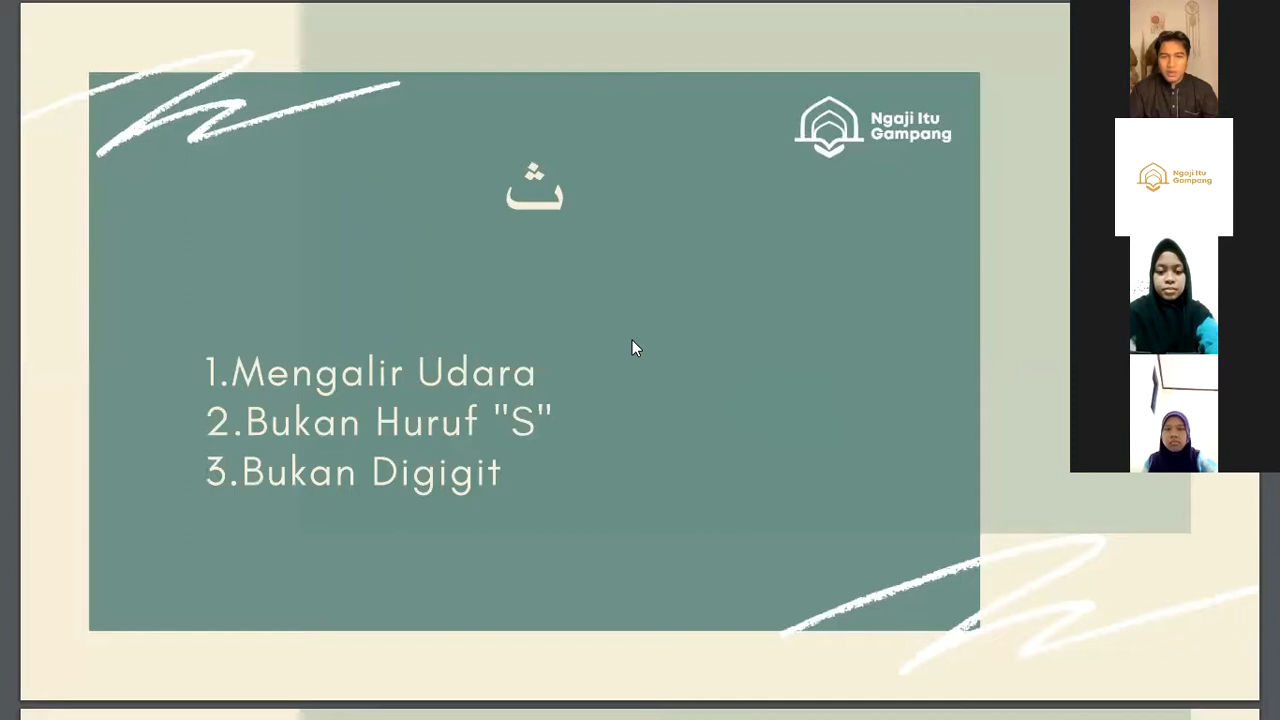 Ngaji Itu
Gampang
ث
1.Mengalir Udara
2.Bukan Huruf "S"
3.Bukan Digigit
Ngaji Itu
Gampang